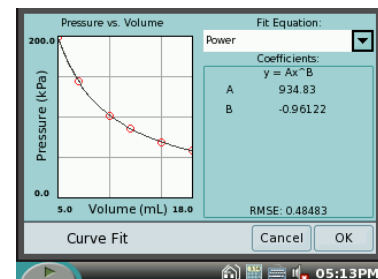 Pressure vs. Volume
200.0
Pressure (kPa)
0.0
5.0 Volume (mL) 18.0
Fit Equation:
Power
Coefficients:
y = Ax^B
A 934.83
B -0.96122
RMSE: 0.48483
Curve Fit
Cancel
OK
05:13PM